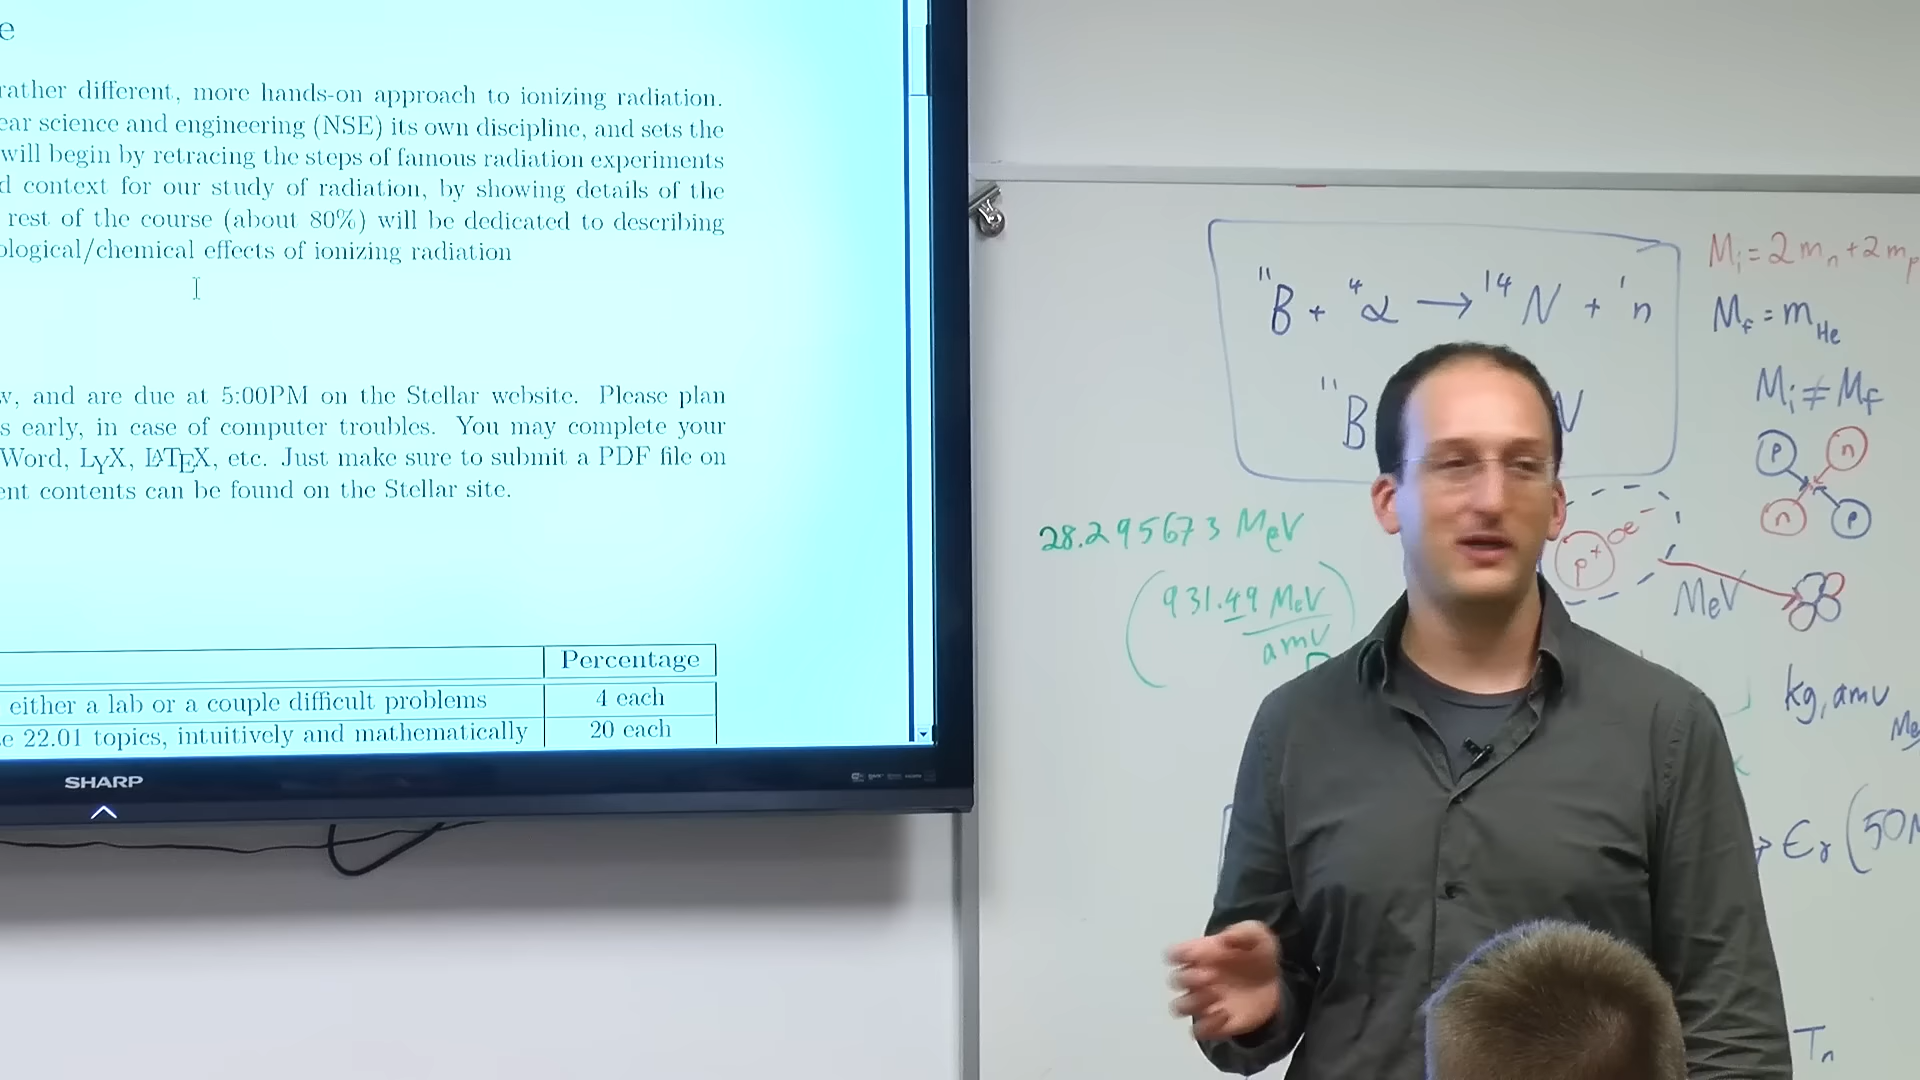 e
rather different, more hands-on approach to ionizing radiation.
ear science and engineering (NSE) its own discipline, and sets the
will begin by retracing the steps of famous radiation experiments
d context for our study of radiation, by showing details of the
rest of the course (about 80%) will be dedicated to describing
ological/chemical effects of ionizing radiation
w, and are due at 5:00PM on the Stellar website. Please plan
s early, in case of computer troubles. You may complete your
Word, LyX, LATEX, etc. Just make sure to submit a PDF file on
ent contents can be found on the Stellar site.
Percentage
either a lab or a couple difficult problems 4 each
e 22.01 topics, intuitively and mathematically 20 each
SHARP
¹¹B + ⁴α → ¹⁴N + ¹n
¹¹B N
Mᵢ = 2mₙ + 2mₚ
M_f = m_He
Mᵢ ≠ M_f
p n
n p
28.295673 MeV
(931.49 MeV/amu
p⁺ e⁻
MeV
kg, amu
Me
→ Eγ (50
Tₙ